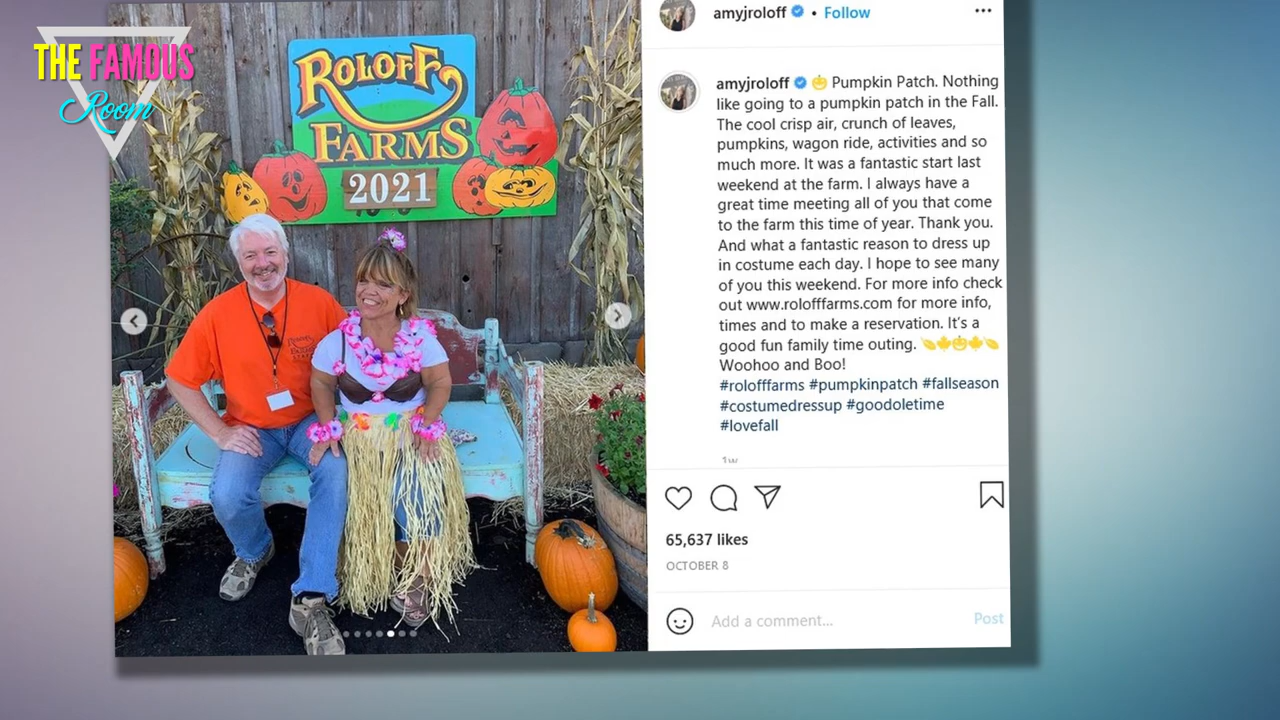 THE FAMOUS
Room
ROLOFF
FARMS
2021
amyjroloff • Follow
amyjroloff 🎃 Pumpkin Patch. Nothing
like going to a pumpkin patch in the Fall.
The cool crisp air, crunch of leaves,
pumpkins, wagon ride, activities and so
much more. It was a fantastic start last
weekend at the farm. I always have a
great time meeting all of you that come
to the farm this time of year. Thank you.
And what a fantastic reason to dress up
in costume each day. I hope to see many
of you this weekend. For more info check
out www.rolofffarms.com for more info,
times and to make a reservation. It's a
good fun family time outing. 🍂🍁🎃🍁🍂
Woohoo and Boo!
#rolofffarms #pumpkinpatch #fallseason
#costumedressup #goodoletime
#lovefall
1w
65,637 likes
OCTOBER 8
Add a comment...
Post